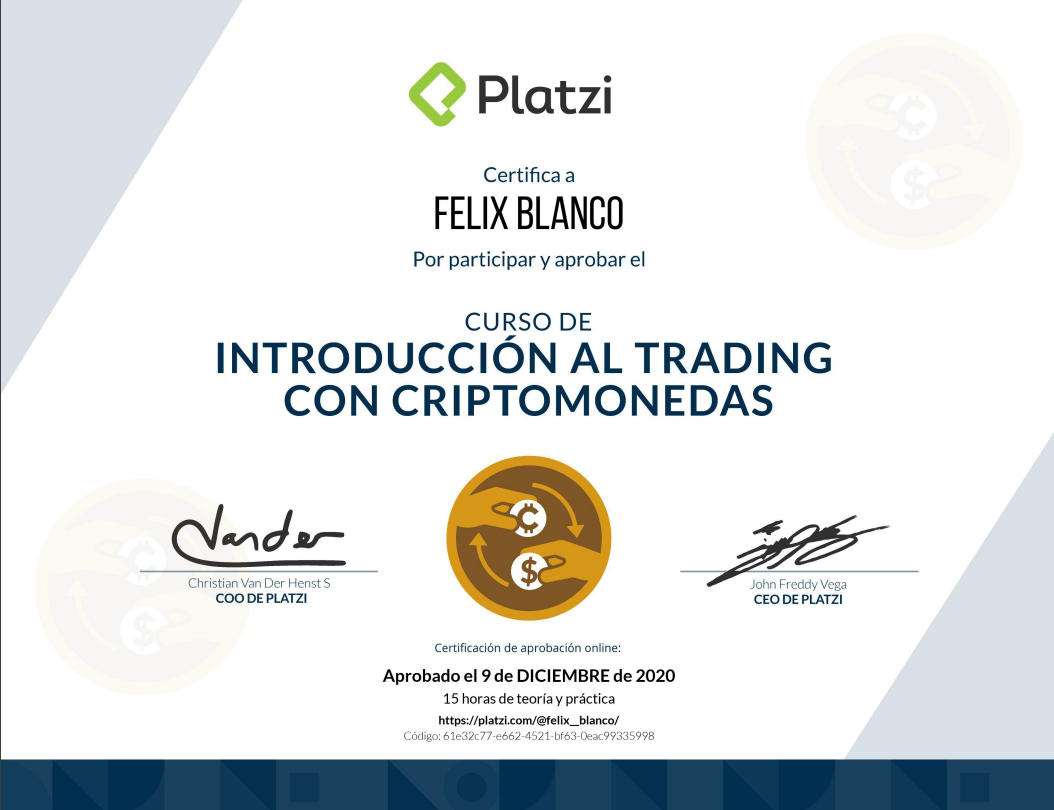 Platzi
Certifica a
FELIX BLANCO
Por participar y aprobar el
CURSO DE
INTRODUCCIÓN AL TRADING
CON CRIPTOMONEDAS
Vander
Christian Van Der Henst S
COO DE PLATZI
John Freddy Vega
CEO DE PLATZI
Certificación de aprobación online:
Aprobado el 9 de DICIEMBRE de 2020
15 horas de teoría y práctica
https://platzi.com/@felix__blanco/
Código: 61e32c77-e662-4521-bf63-0eac99335998